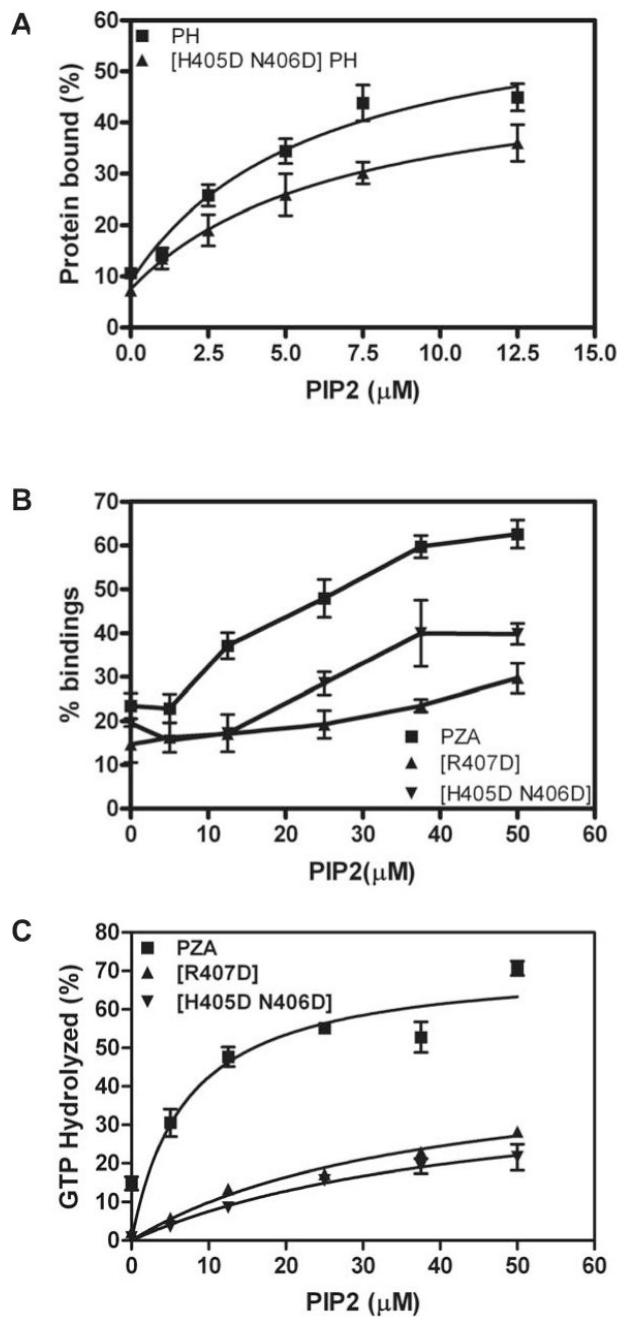 A
60
50
40
30
20
10
0
Protein bound (%)
PH
[H405D N406D] PH
0.0 2.5 5.0 7.5 10.0 12.5 15.0
PIP2 (μM)
B
70
60
50
40
30
20
10
0
% bindings
PZA
[R407D]
[H405D N406D]
0 10 20 30 40 50 60
PIP2(μM)
C
80
70
60
50
40
30
20
10
0
GTP Hydrolyzed (%)
PZA
[R407D]
[H405D N406D]
0 10 20 30 40 50 60
PIP2 (μM)